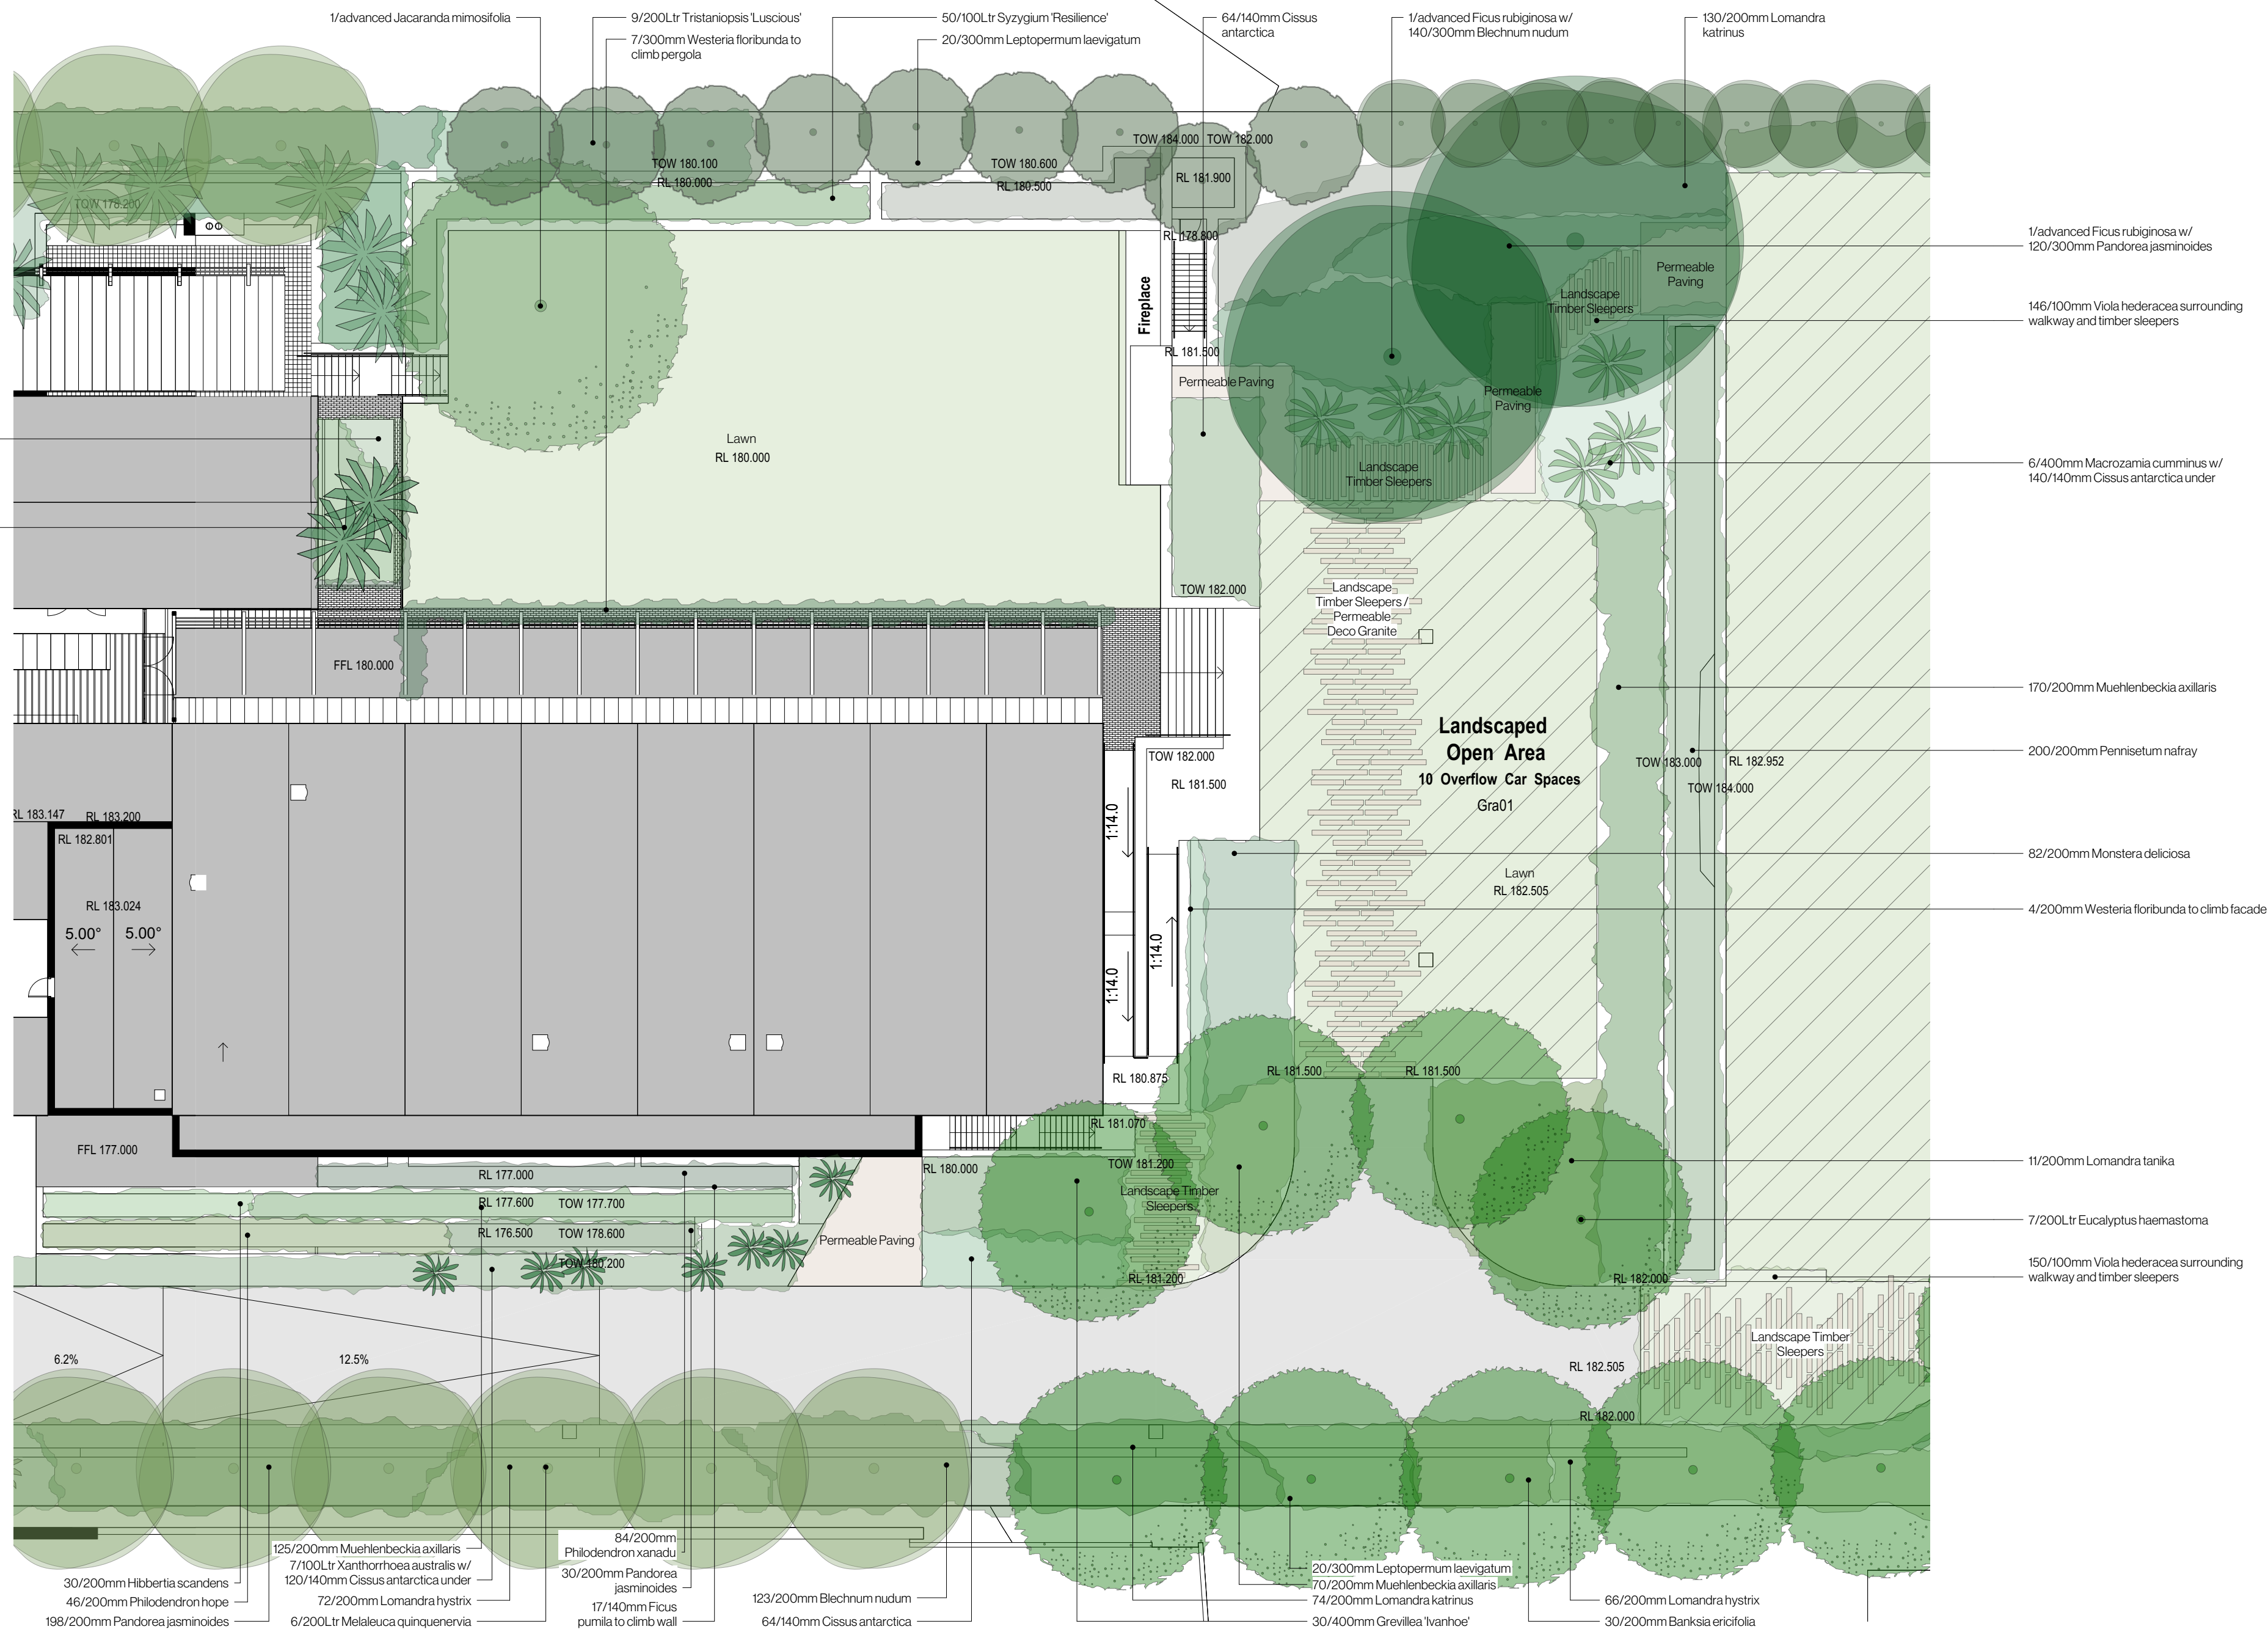 1/advanced Jacaranda mimosifolia
9/200Ltr Tristaniopsis 'Luscious'
7/300mm Westeria floribunda to
climb pergola
50/100Ltr Syzygium 'Resilience'
20/300mm Leptopermum laevigatum
64/140mm Cissus
antarctica
1/advanced Ficus rubiginosa w/
140/300mm Blechnum nudum
130/200mm Lomandra
katrinus
TOW 184.000
TOW 182.000
TOW 180.100
RL 180.000
TOW 180.600
RL 180.500
RL 181.900
TOW 178.200
RL 178.800
1/advanced Ficus rubiginosa w/
120/300mm Pandorea jasminoides
Permeable
Paving
Landscape
Timber Sleepers
Fireplace
146/100mm Viola hederacea surrounding
walkway and timber sleepers
RL 181.500
Permeable Paving
Permeable
Paving
Lawn
RL 180.000
Landscape
Timber Sleepers
6/400mm Macrozamia cumminus w/
140/140mm Cissus antarctica under
TOW 182.000
Landscape
Timber Sleepers /
Permeable
Deco Granite
FFL 180.000
170/200mm Muehlenbeckia axillaris
Landscaped
Open Area
10 Overflow Car Spaces
Gra01
TOW 182.000
RL 181.500
200/200mm Pennisetum nafray
TOW 183.000
RL 182.952
TOW 184.000
RL 183.147
RL 183.200
RL 182.801
1:14.0
82/200mm Monstera deliciosa
Lawn
RL 182.505
RL 183.024
4/200mm Westeria floribunda to climb facade
5.00°
5.00°
1:14.0
1:14.0
RL 180.875
RL 181.500
RL 181.500
RL 181.070
FFL 177.000
RL 177.000
RL 180.000
TOW 181.200
Landscape Timber
Sleepers
11/200mm Lomandra tanika
RL 177.600
TOW 177.700
RL 176.500
TOW 178.600
Permeable Paving
7/200Ltr Eucalyptus haemastoma
TOW 180.200
RL 181.200
RL 182.000
150/100mm Viola hederacea surrounding
walkway and timber sleepers
Landscape Timber
Sleepers
6.2%
12.5%
RL 182.505
RL 182.000
125/200mm Muehlenbeckia axillaris
7/100Ltr Xanthorrhoea australis w/
120/140mm Cissus antarctica under
84/200mm
Philodendron xanadu
30/200mm Pandorea
jasminoides
30/200mm Hibbertia scandens
46/200mm Philodendron hope
198/200mm Pandorea jasminoides
72/200mm Lomandra hystrix
6/200Ltr Melaleuca quinquenervia
17/140mm Ficus
pumila to climb wall
123/200mm Blechnum nudum
64/140mm Cissus antarctica
20/300mm Leptopermum laevigatum
70/200mm Muehlenbeckia axillaris
74/200mm Lomandra katrinus
30/400mm Grevillea 'Ivanhoe'
66/200mm Lomandra hystrix
30/200mm Banksia ericifolia